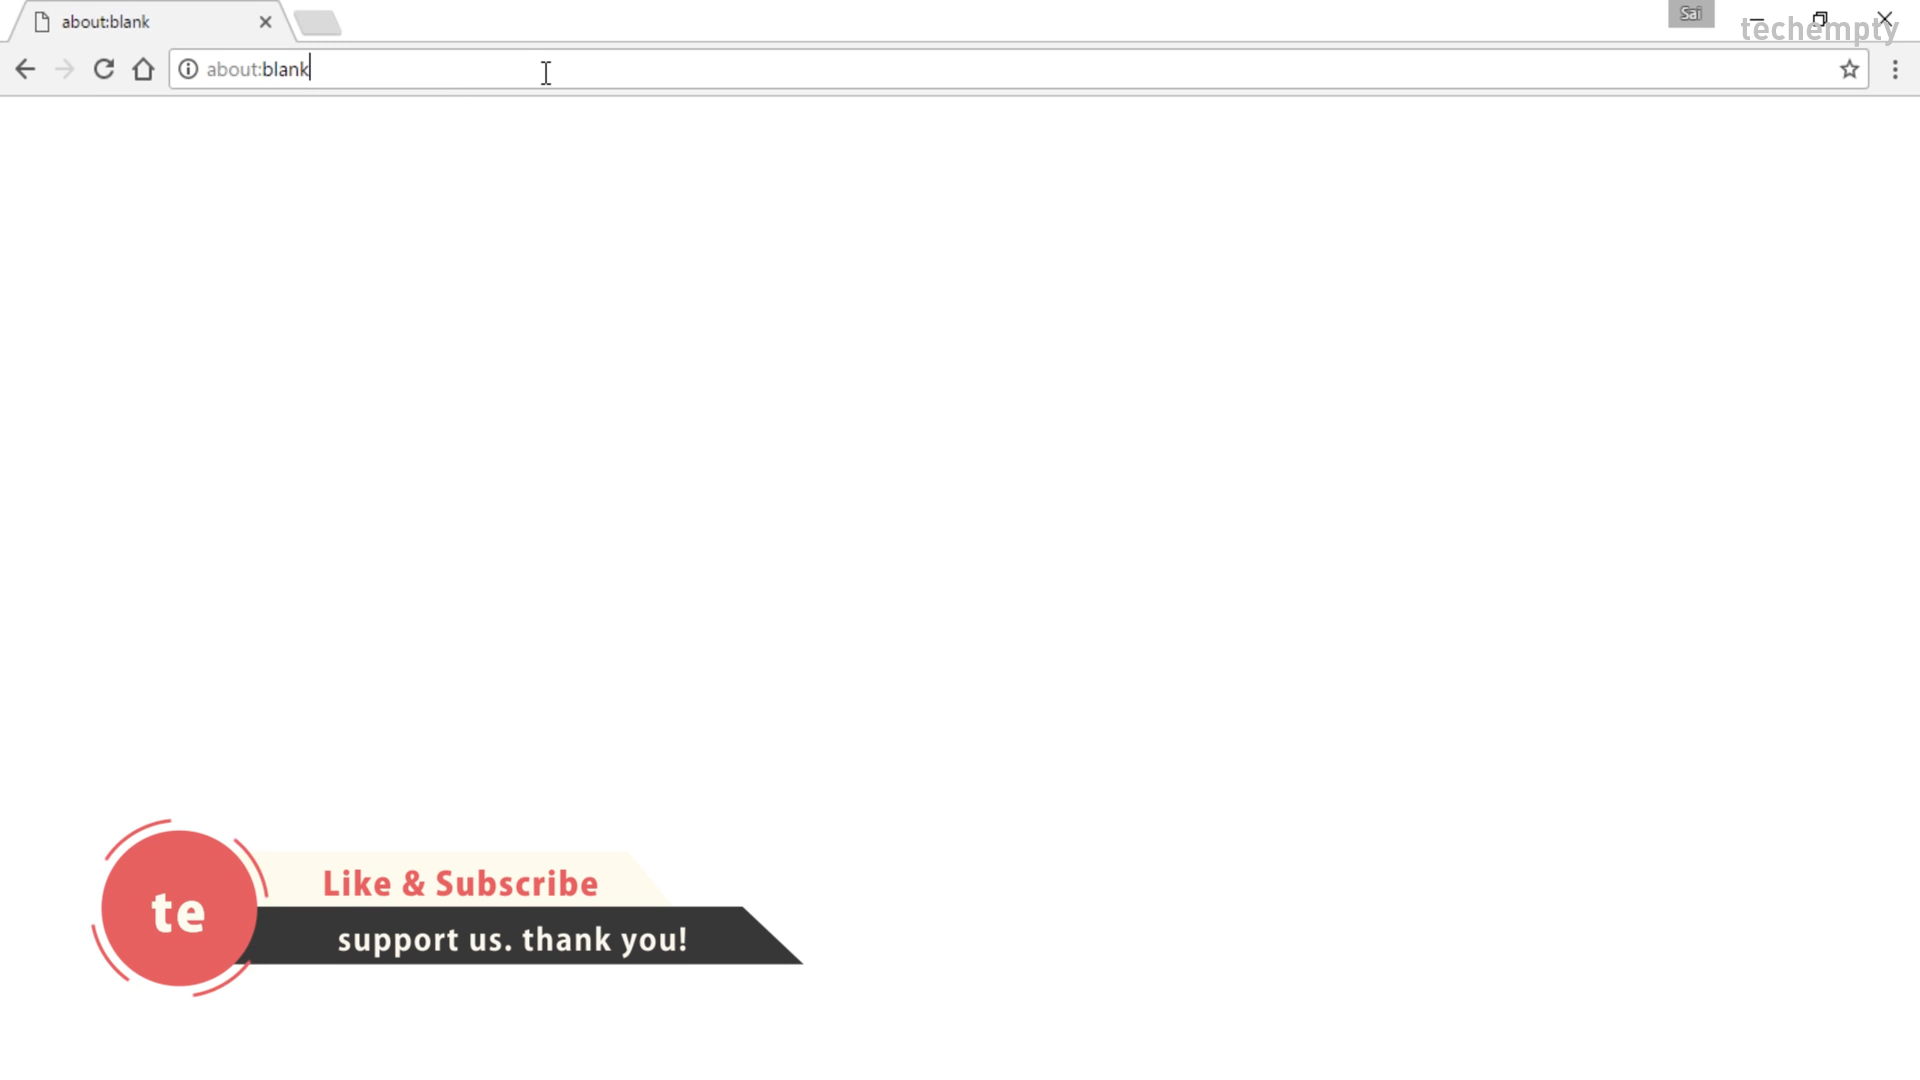 about:blank
Sai
techempty
about:blank
te
Like & Subscribe
support us. thank you!